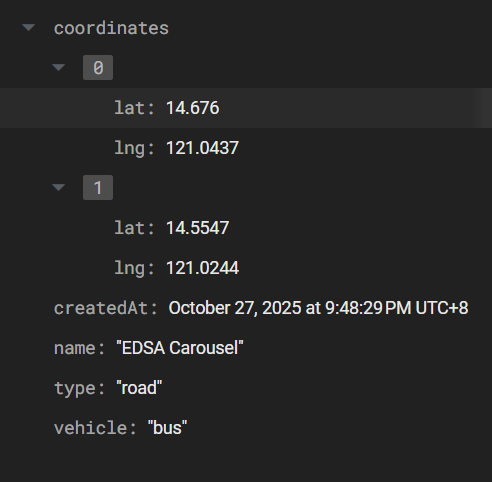 coordinates
0
lat: 14.676
lng: 121.0437
1
lat: 14.5547
lng: 121.0244
createdAt: October 27, 2025 at 9:48:29 PM UTC+8
name: "EDSA Carousel"
type: "road"
vehicle: "bus"